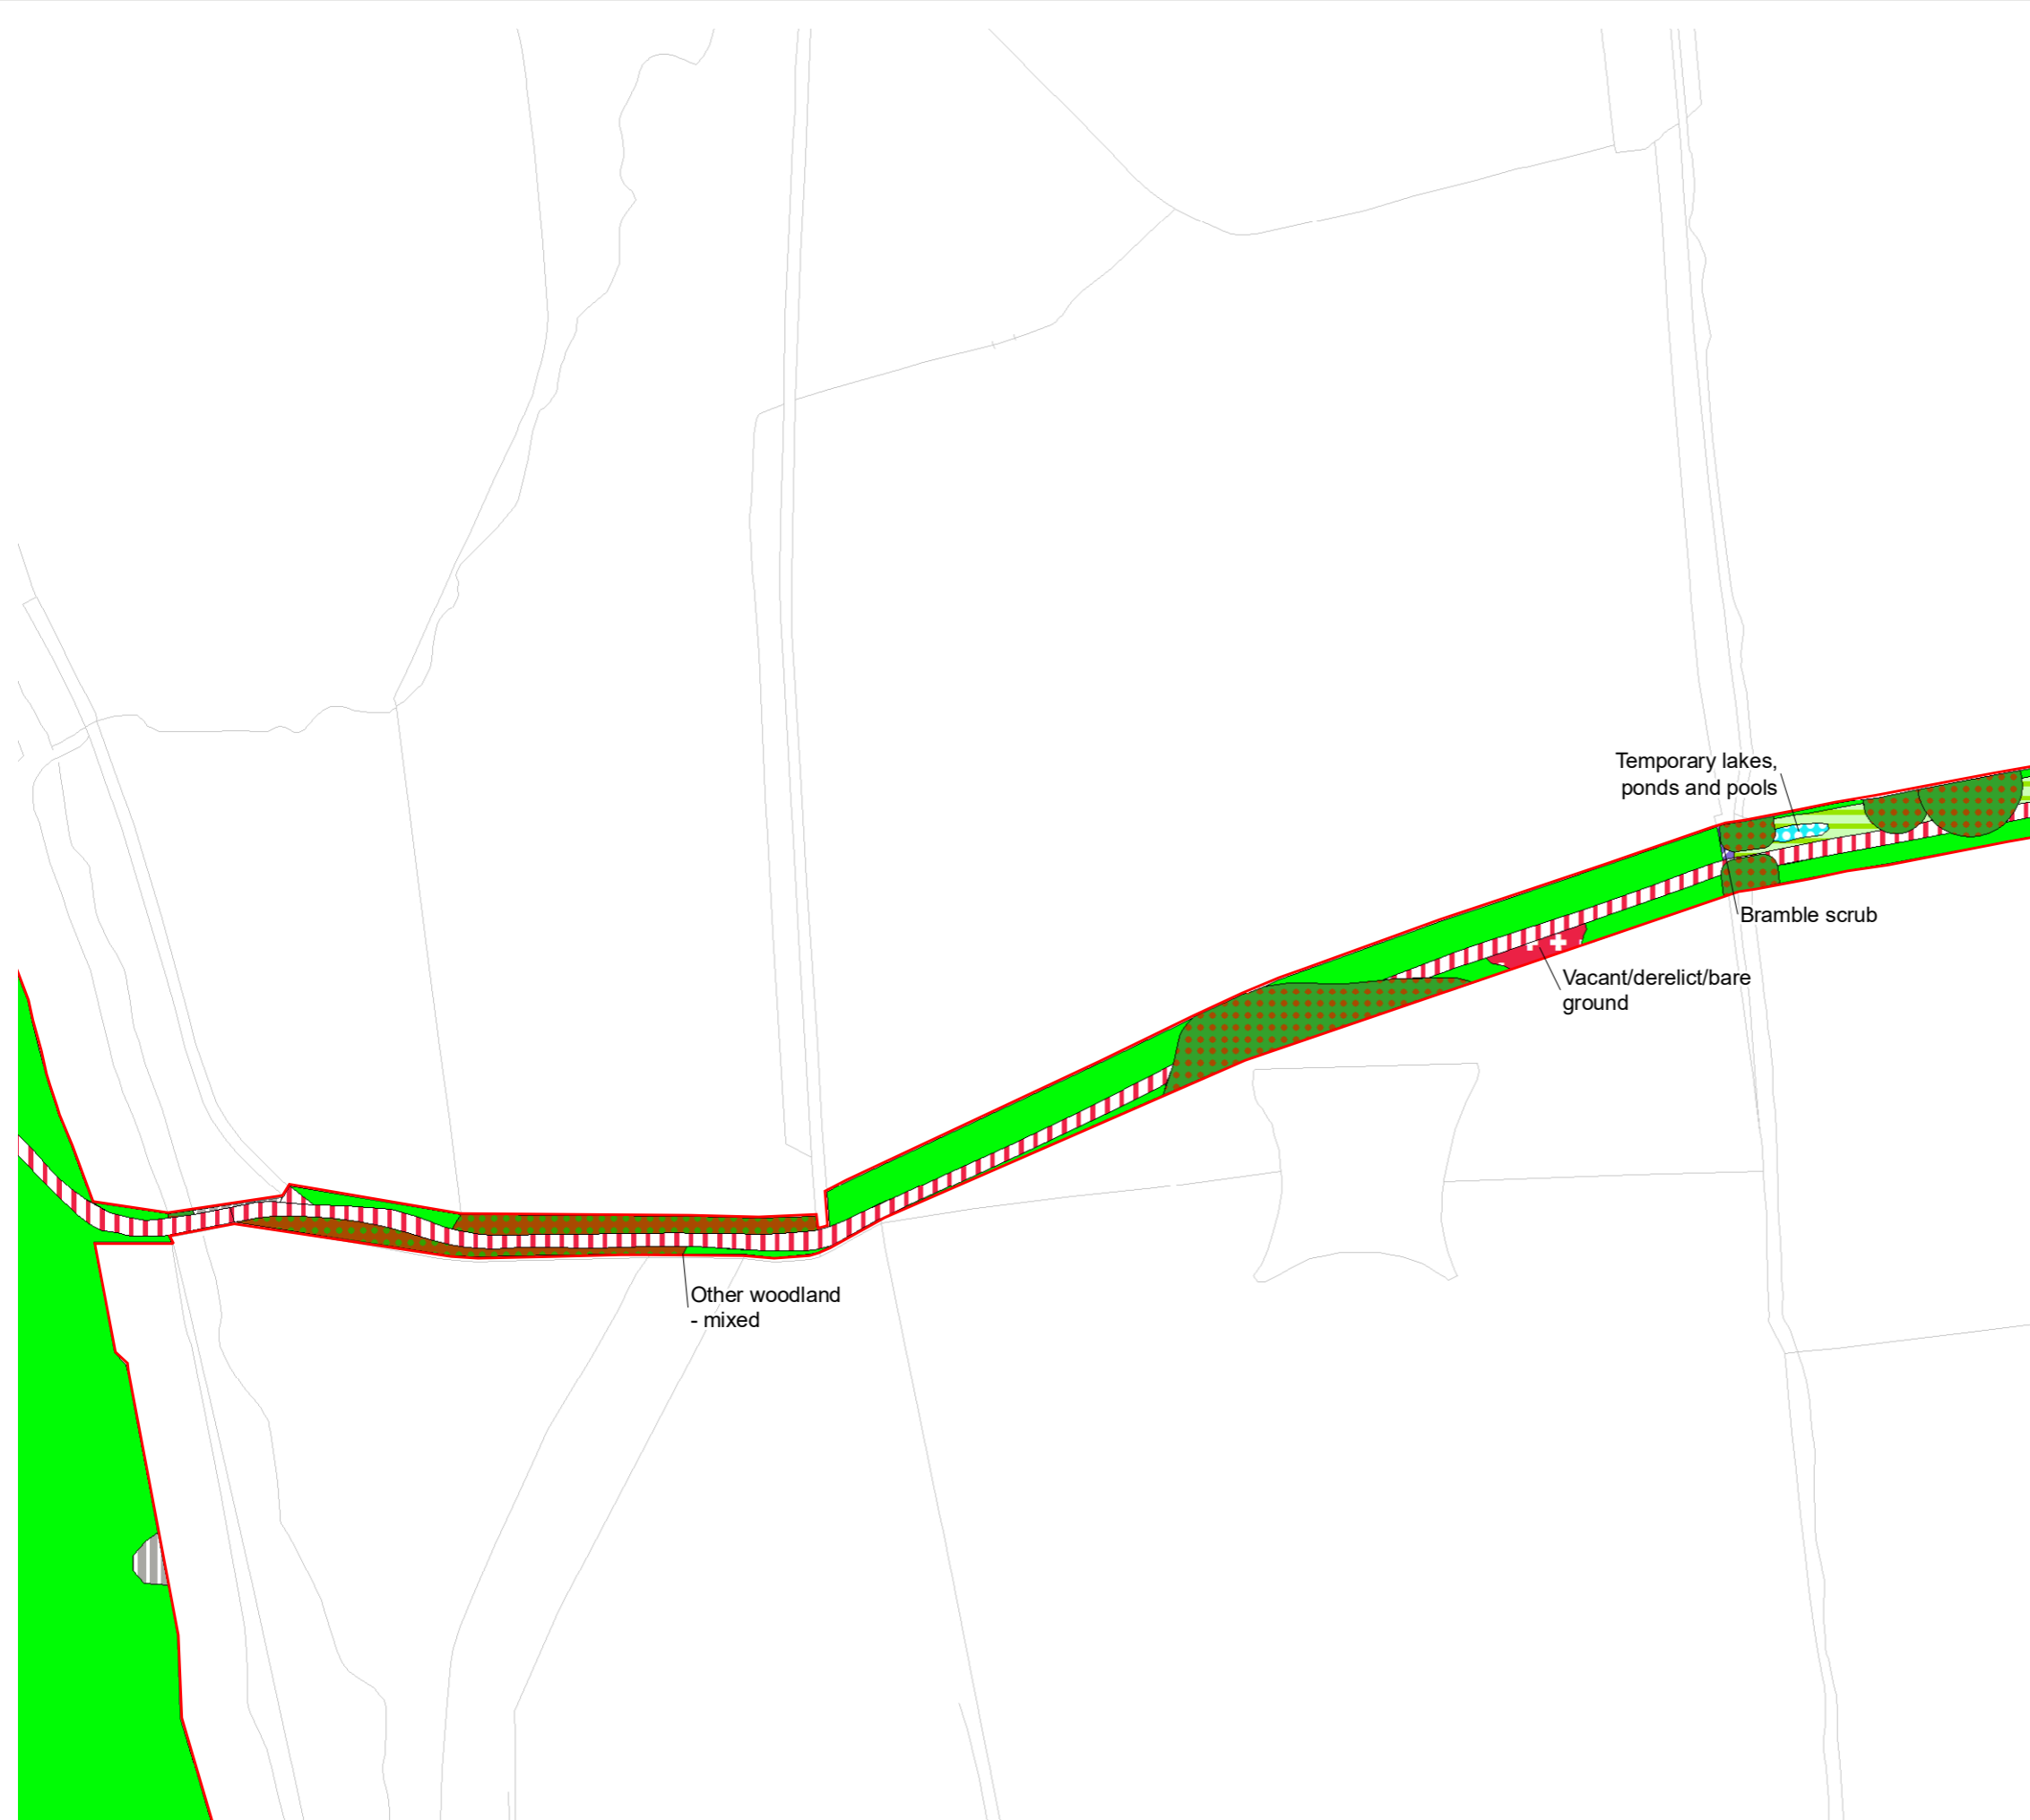 Temporary lakes,
ponds and pools
Bramble scrub
Vacant/derelict/bare
ground
Other woodland
- mixed